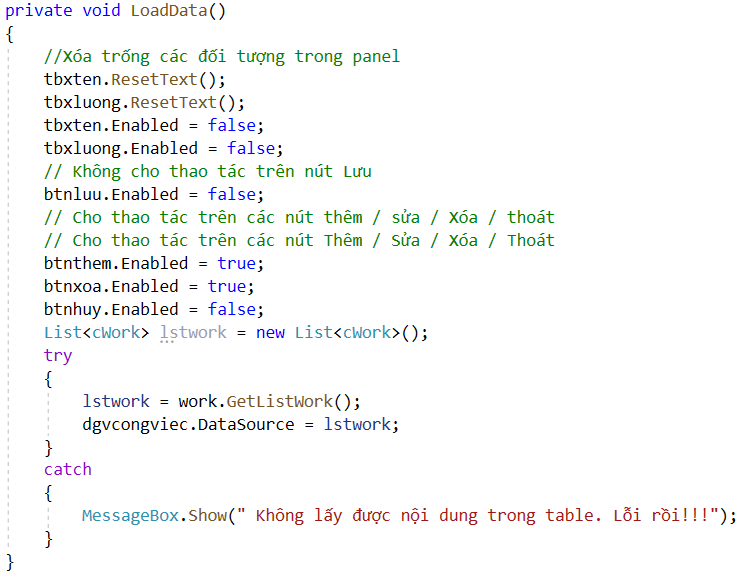 private void LoadData()
{
    //Xóa trống các đối tượng trong panel
    tbxten.ResetText();
    tbxluong.ResetText();
    tbxten.Enabled = false;
    tbxluong.Enabled = false;
    // Không cho thao tác trên nút Lưu
    btnluu.Enabled = false;
    // Cho thao tác trên các nút thêm / sửa / Xóa / thoát
    // Cho thao tác trên các nút Thêm / Sửa / Xóa / Thoát
    btnthem.Enabled = true;
    btnxoa.Enabled = true;
    btnhuy.Enabled = false;
    List<cWork> lstwork = new List<cWork>();
    try
    {
        lstwork = work.GetListWork();
        dgvcongviec.DataSource = lstwork;
    }
    catch
    {
        MessageBox.Show(" Không lấy được nội dung trong table. Lỗi rồi!!!");
    }
}